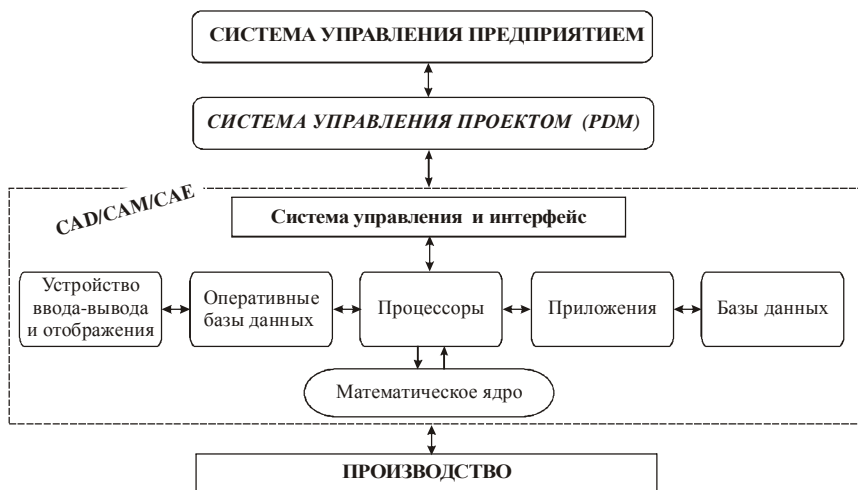 СИСТЕМА УПРАВЛЕНИЯ ПРЕДПРИЯТИЕМ
СИСТЕМА УПРАВЛЕНИЯ ПРОЕКТОМ (PDM)
CAD/CAM/CAE
Система управления и интерфейс
Устройство
ввода-вывода
и отображения
Оперативные
базы данных
Процессоры
Приложения
Базы данных
Математическое ядро
ПРОИЗВОДСТВО